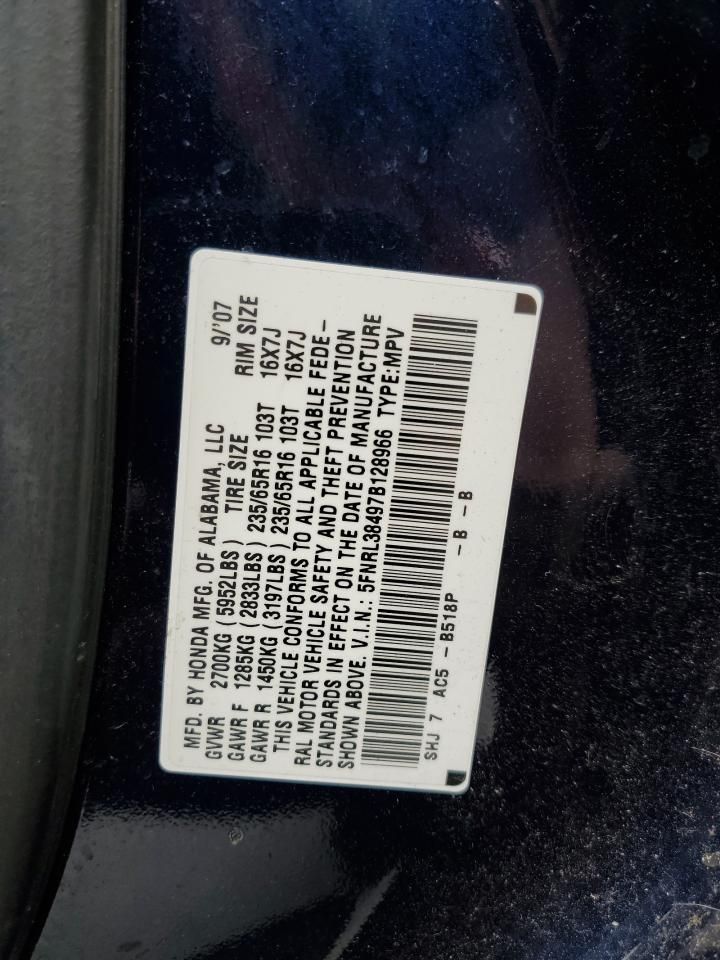 MFD. BY HONDA MFG. OF ALABAMA, LLC 9/'07
GVWR 2700KG (5952LBS) TIRE SIZE RIM SIZE
GAWR F 1285KG (2833LBS) 235/65R16 103T 16X7J
GAWR R 1450KG (3197LBS) 235/65R16 103T 16X7J
THIS VEHICLE CONFORMS TO ALL APPLICABLE FEDE-
RAL MOTOR VEHICLE SAFETY AND THEFT PREVENTION
STANDARDS IN EFFECT ON THE DATE OF MANUFACTURE
SHOWN ABOVE. V.I.N.: 5FNRL38497B128966 TYPE:MPV
SHJ 7 AC5 -B518P -B -B